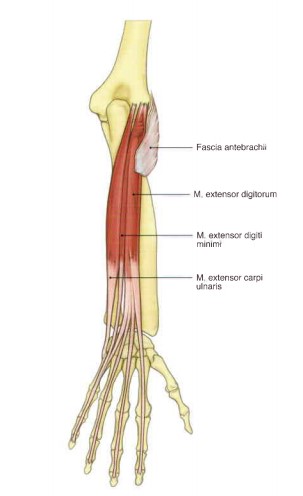 Fascia antebrachii
M. extensor digitorum
M. extensor digiti
minimi
M. extensor carpi
ulnaris